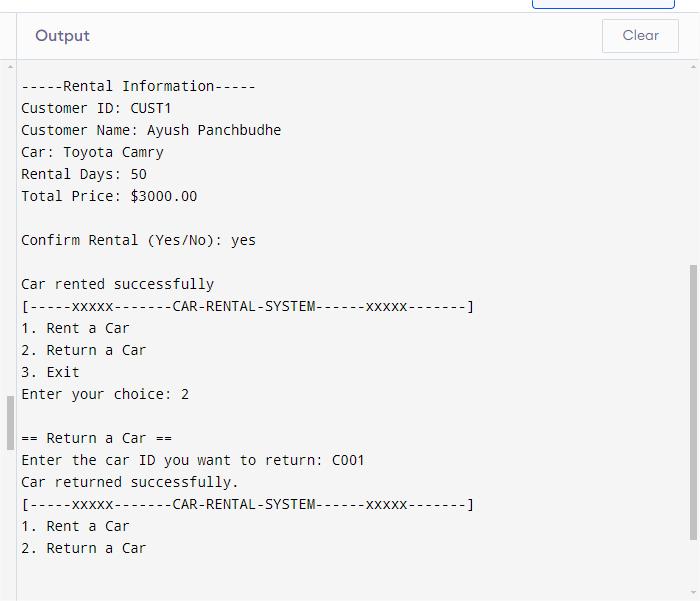 Output
Clear
-----Rental Information-----
Customer ID: CUST1
Customer Name: Ayush Panchbudhe
Car: Toyota Camry
Rental Days: 50
Total Price: $3000.00
Confirm Rental (Yes/No): yes
Car rented successfully
[-----xxxxx-------CAR-RENTAL-SYSTEM------xxxxx-------]
1. Rent a Car
2. Return a Car
3. Exit
Enter your choice: 2
== Return a Car ==
Enter the car ID you want to return: C001
Car returned successfully.
[-----xxxxx-------CAR-RENTAL-SYSTEM------xxxxx-------]
1. Rent a Car
2. Return a Car